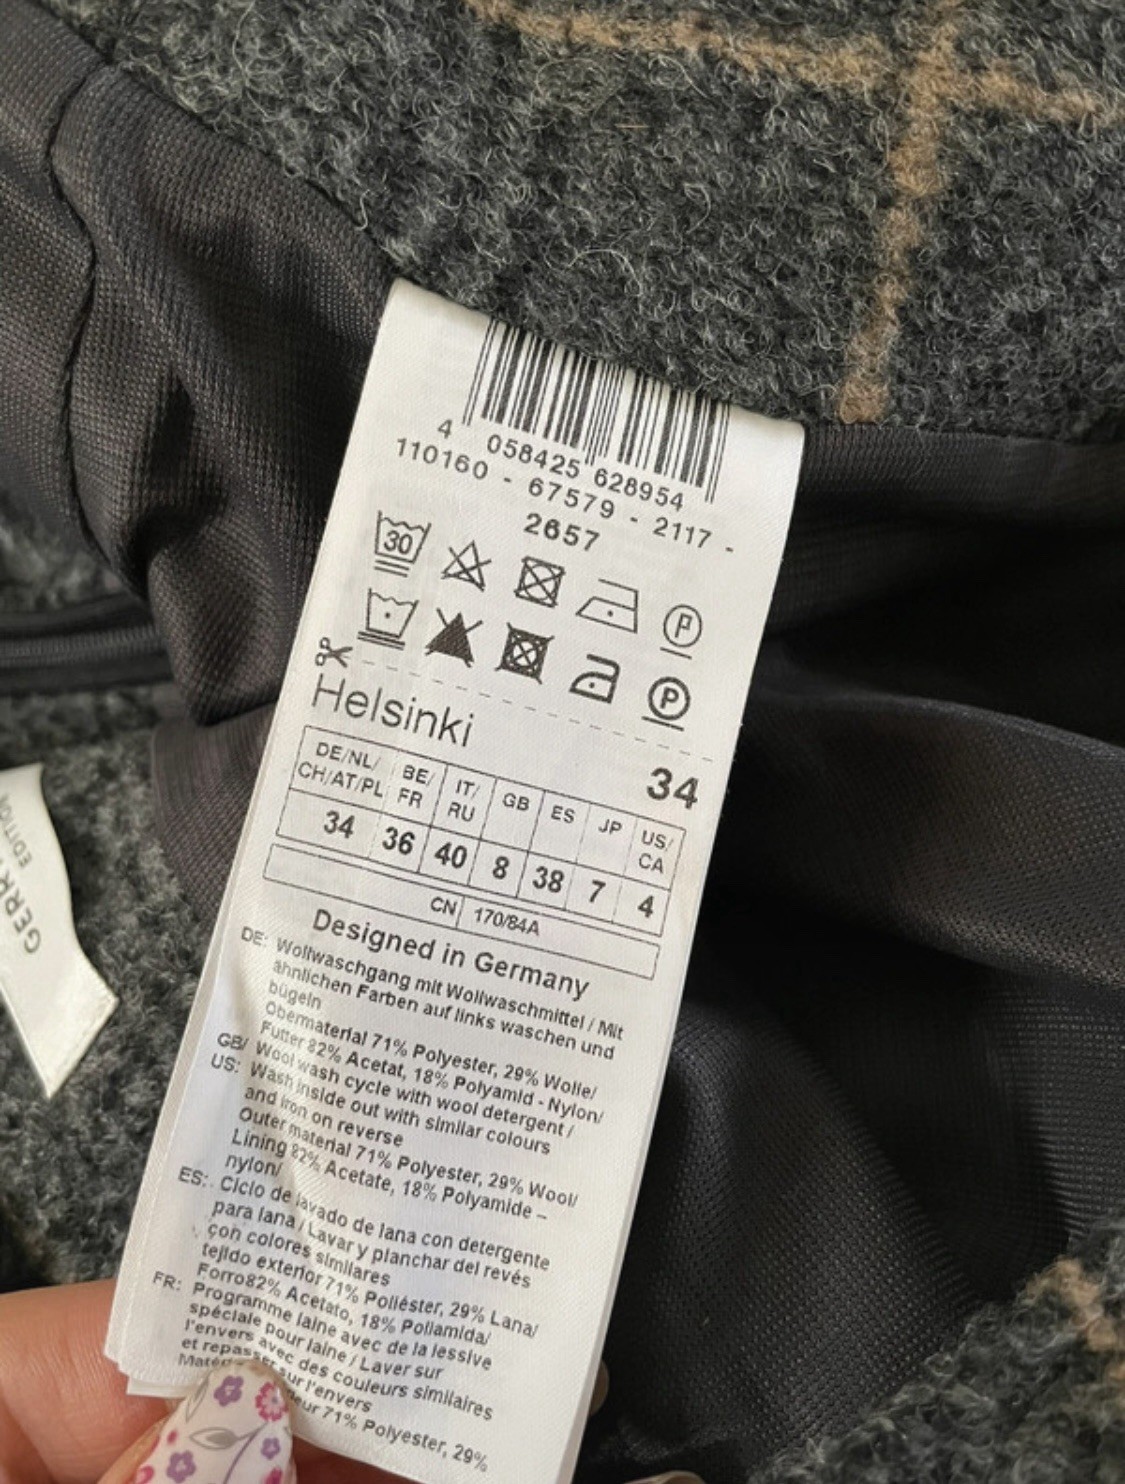 4 058425 628954
110160 - 67579 - 2117 -
2657
30
P
P
Helsinki
34
DE/NL/ CH/AT/PL BE/ FR IT/ RU GB ES JP US/ CA
34 36 40 8 38 7 4
CN 170/84A
Designed in Germany
DE: Wollwaschgang mit Wollwaschmittel / Mit
ähnlichen Farben auf links waschen und
bügeln
Obermaterial 71% Polyester, 29% Wolle/
Futter 82% Acetat, 18% Polyamid - Nylon/
GB/ US: Wool wash cycle with wool detergent /
Wash inside out with similar colours
and iron on reverse
Outer material 71% Polyester, 29% Wool/
Lining 82% Acetate, 18% Polyamide –
nylon/
ES: Ciclo de lavado de lana con detergente
para lana / Lavar y planchar del revés
con colores similares
tejido exterior 71% Poliéster, 29% Lana/
Forro82% Acetato, 18% Poliamida/
FR: Programme laine avec de la lessive
spéciale pour laine / Laver sur
l'envers avec des couleurs similaires
et repasser sur l'envers
71% Polyester, 29%
EDITION